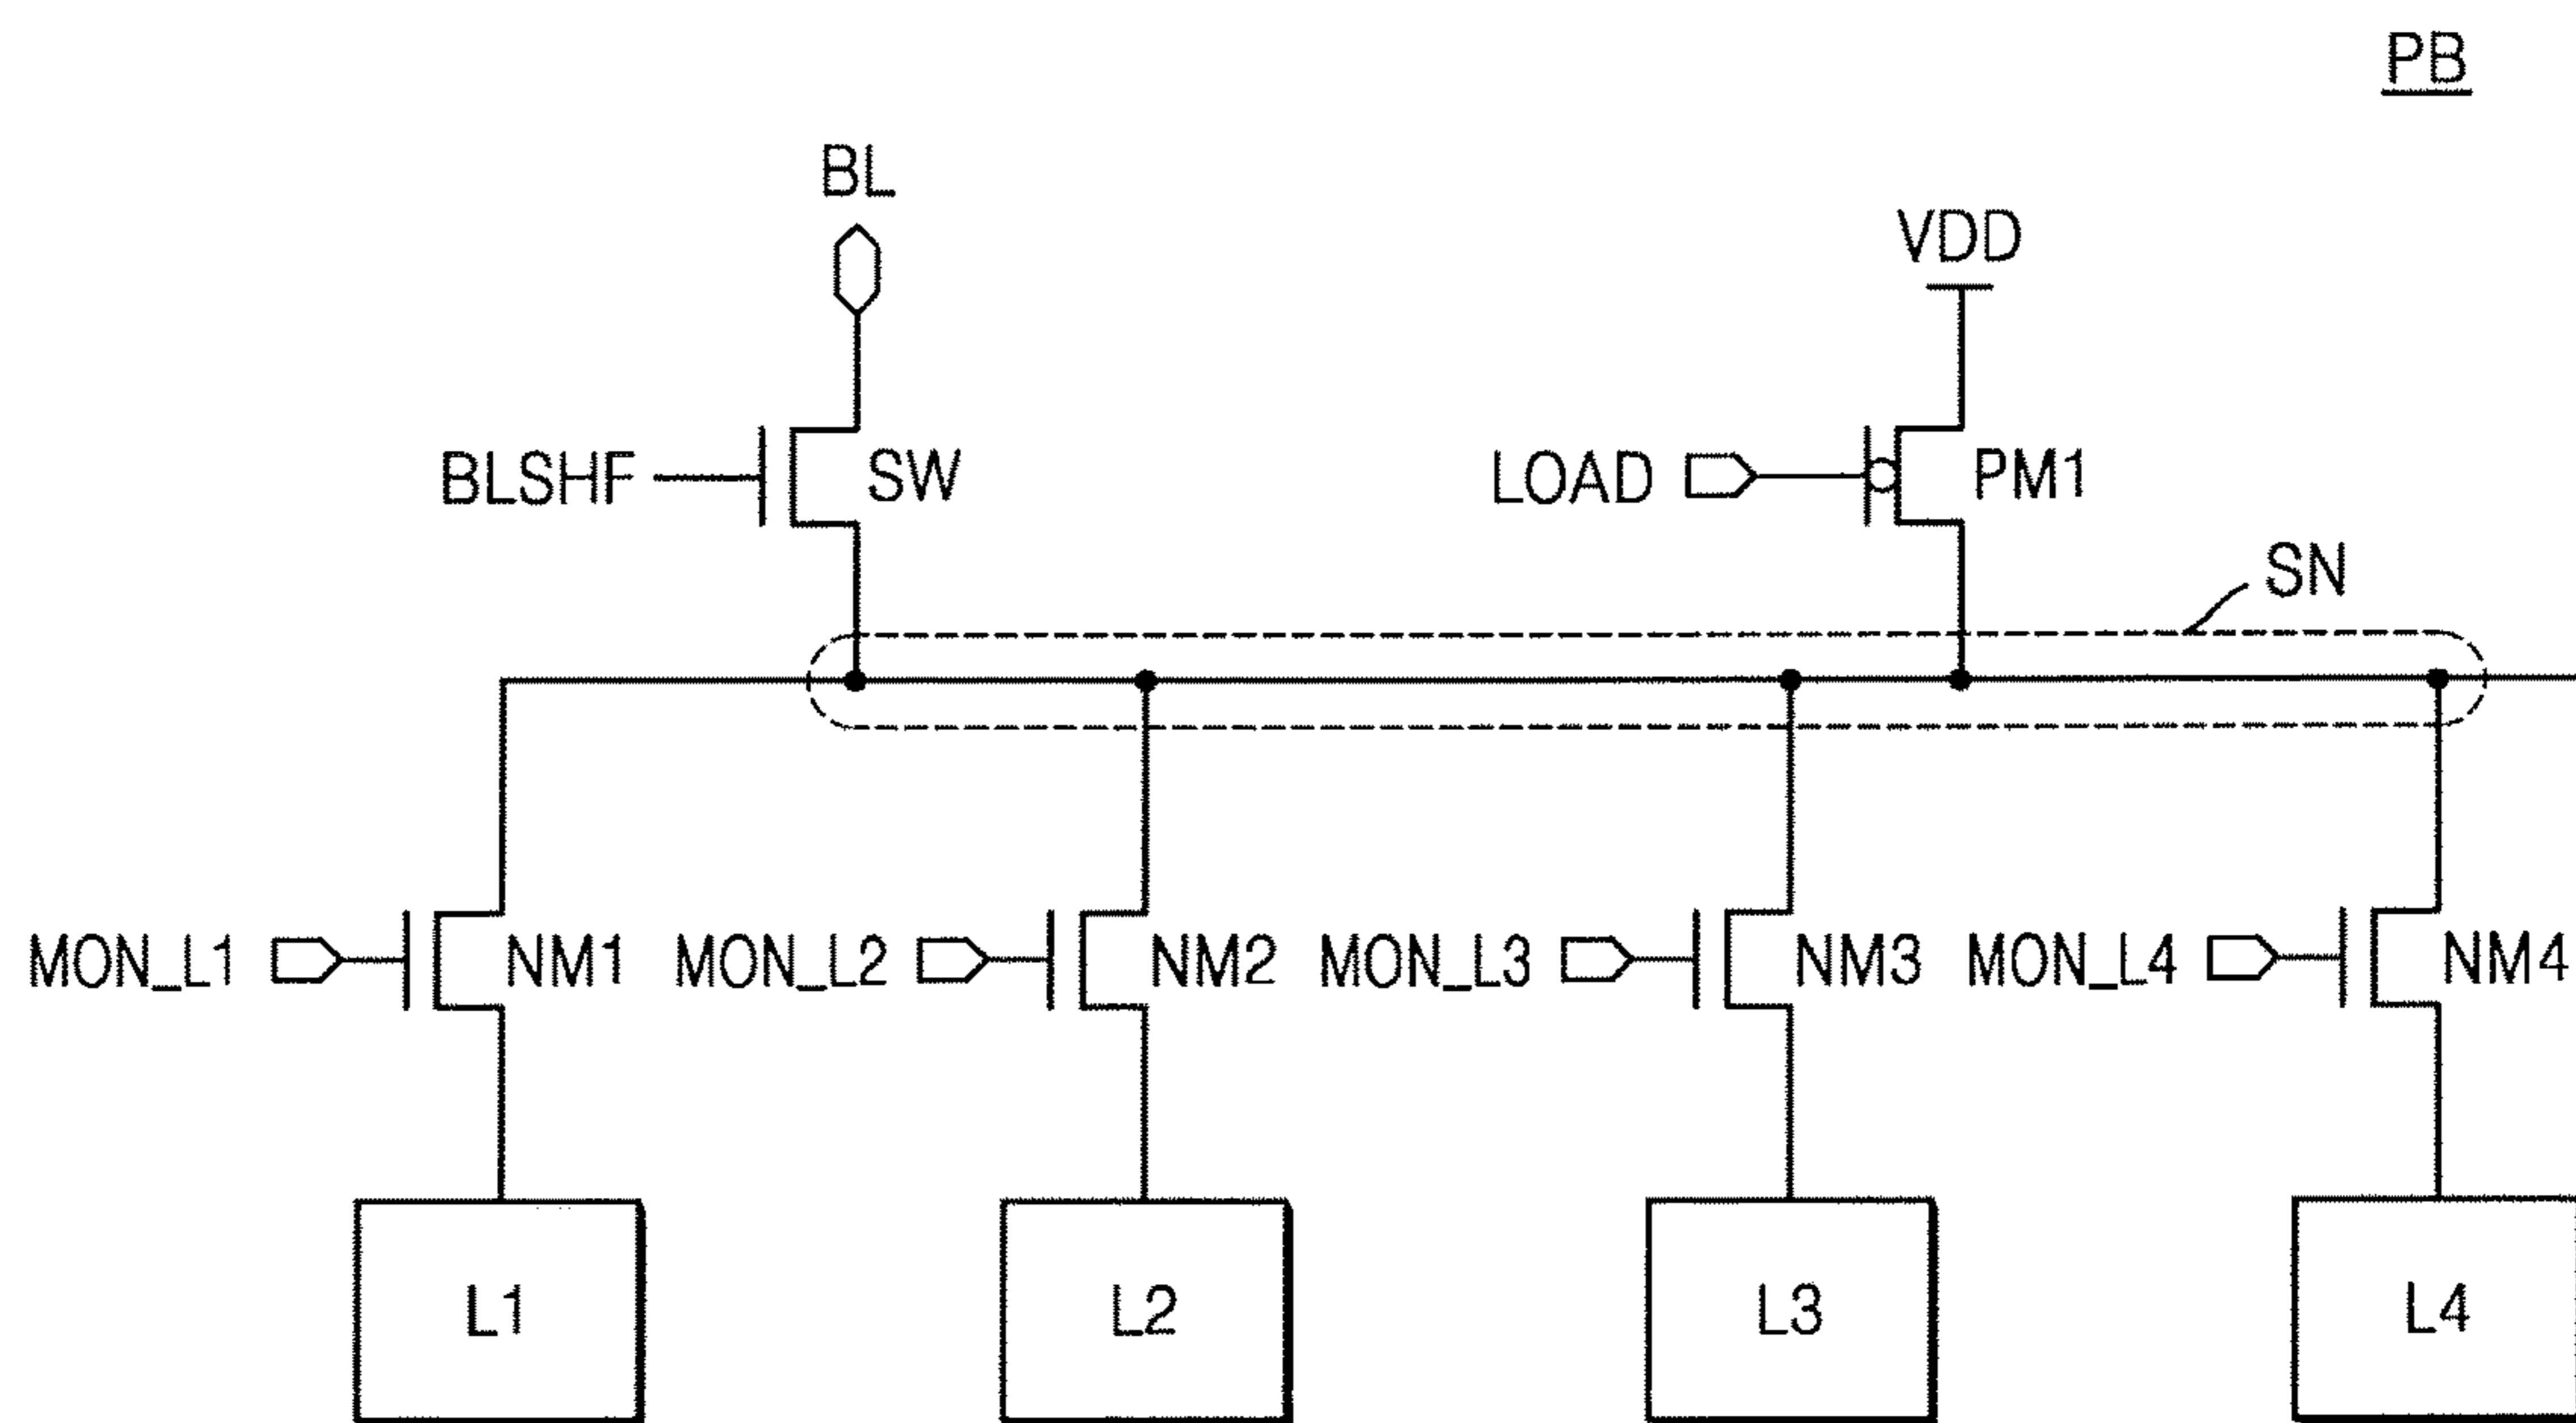 PB
BL
VDD
BLSHF SW LOAD PM1
SN
MON_L1 NM1 MON_L2 NM2 MON_L3 NM3 MON_L4 NM4
L1 L2 L3 L4